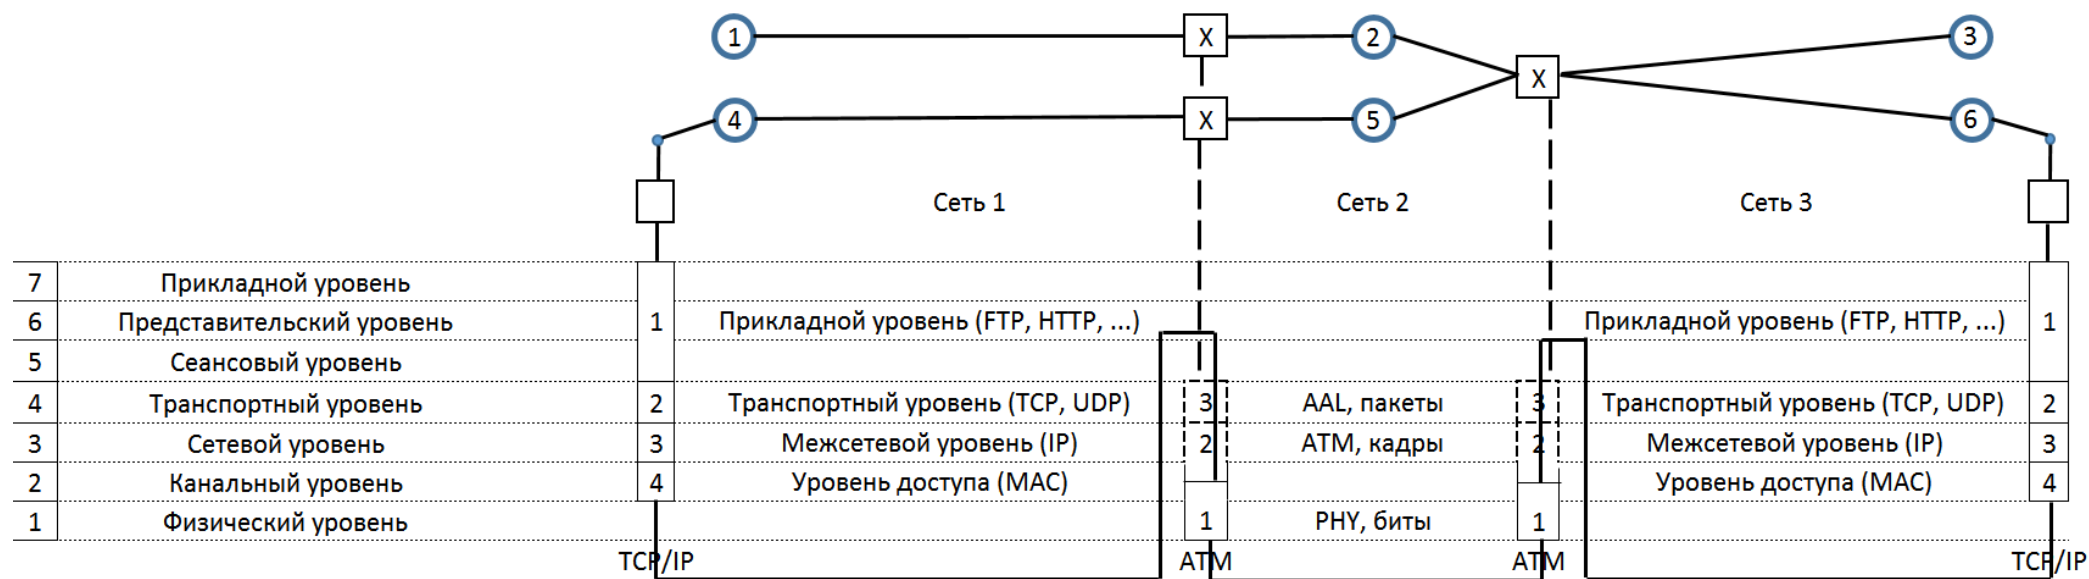 1 X 2 3
X
4 X 5 6
Сеть 1 Сеть 2 Сеть 3
7 Прикладной уровень
6 Представительский уровень 1 Прикладной уровень (FTP, HTTP, ...) Прикладной уровень (FTP, HTTP, ...) 1
5 Сеансовый уровень
4 Транспортный уровень 2 Транспортный уровень (TCP, UDP) 3 AAL, пакеты 3 Транспортный уровень (TCP, UDP) 2
3 Сетевой уровень 3 Межсетевой уровень (IP) 2 ATM, кадры 2 Межсетевой уровень (IP) 3
2 Канальный уровень 4 Уровень доступа (MAC) Уровень доступа (MAC) 4
1 Физический уровень 1 PHY, биты 1
TCP/IP ATM ATM TCP/IP